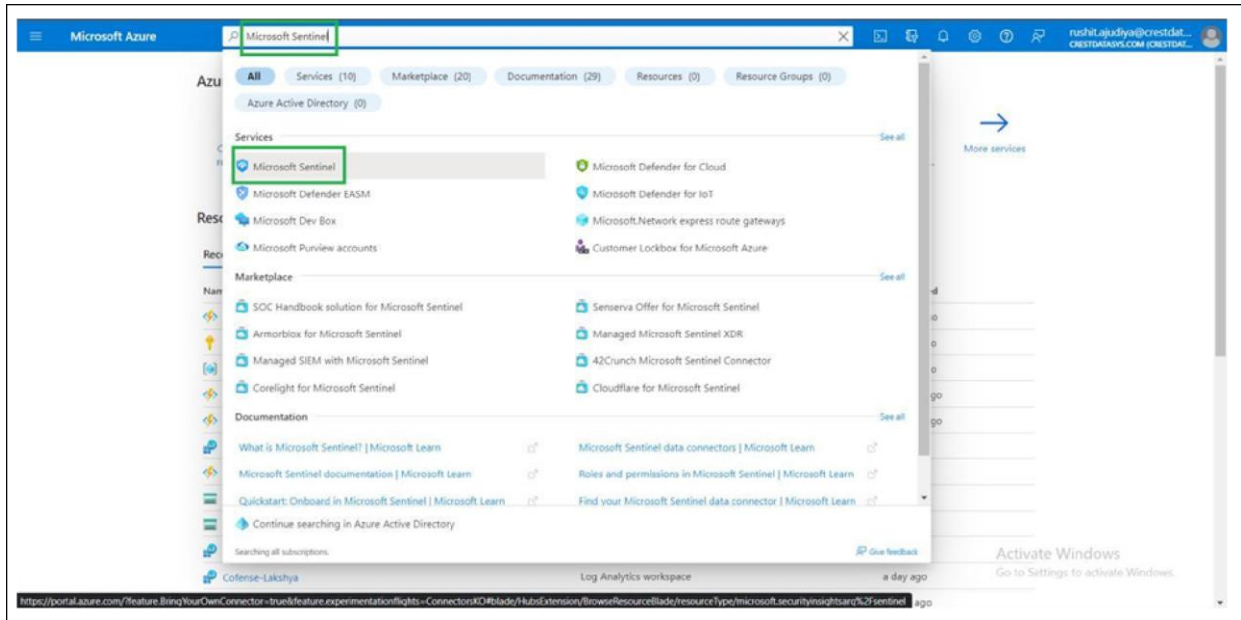 Microsoft Azure
Microsoft Sentinel
rushit.ajudiya@crestdat...
CRESTDATASYS.COM (CRESTDAT...
Azu
All Services (10) Marketplace (20) Documentation (29) Resources (0) Resource Groups (0)
Azure Active Directory (0)
More services
Services See all
Microsoft Sentinel Microsoft Defender for Cloud
Microsoft Defender EASM Microsoft Defender for IoT
Reso Microsoft Dev Box Microsoft.Network express route gateways
Rec Microsoft Purview accounts Customer Lockbox for Microsoft Azure
Marketplace See all
Nam
SOC Handbook solution for Microsoft Sentinel Senserva Offer for Microsoft Sentinel
Armorblox for Microsoft Sentinel Managed Microsoft Sentinel XDR
Managed SIEM with Microsoft Sentinel 42Crunch Microsoft Sentinel Connector
Corelight for Microsoft Sentinel Cloudflare for Microsoft Sentinel
go
Documentation See all
go
What is Microsoft Sentinel? | Microsoft Learn Microsoft Sentinel data connectors | Microsoft Learn
Microsoft Sentinel documentation | Microsoft Learn Roles and permissions in Microsoft Sentinel | Microsoft Learn
Quickstart: Onboard in Microsoft Sentinel | Microsoft Learn Find your Microsoft Sentinel data connector | Microsoft Learn
Continue searching in Azure Active Directory
Searching all subscriptions. Give feedback
Activate Windows
Go to Settings to activate Windows.
Cofense-Lakshya Log Analytics workspace a day ago
https://portal.azure.com/?feature.BringYourOwnConnector=true&feature.experimentationflights=ConnectorsKO#blade/HubsExtension/BrowseResourceBlade/resourceType/microsoft.securityinsightsarg%2Fsentinel ago